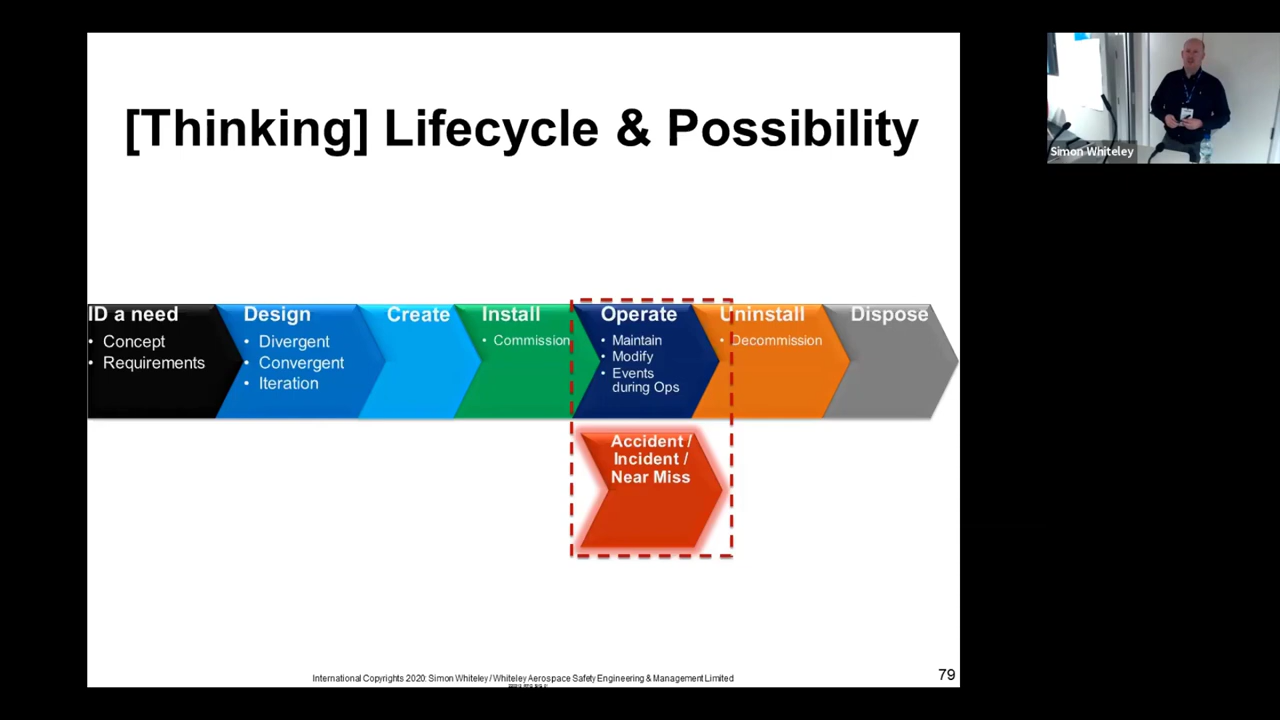 [Thinking] Lifecycle & Possibility
Simon Whiteley
ID a need
• Concept
• Requirements
Design
• Divergent
• Convergent
• Iteration
Create
Install
• Commission
Operate
• Maintain
• Modify
• Events
during Ops
Uninstall
• Decommission
Dispose
Accident /
Incident /
Near Miss
International Copyrights 2020: Simon Whiteley / Whiteley Aerospace Safety Engineering & Management Limited
79